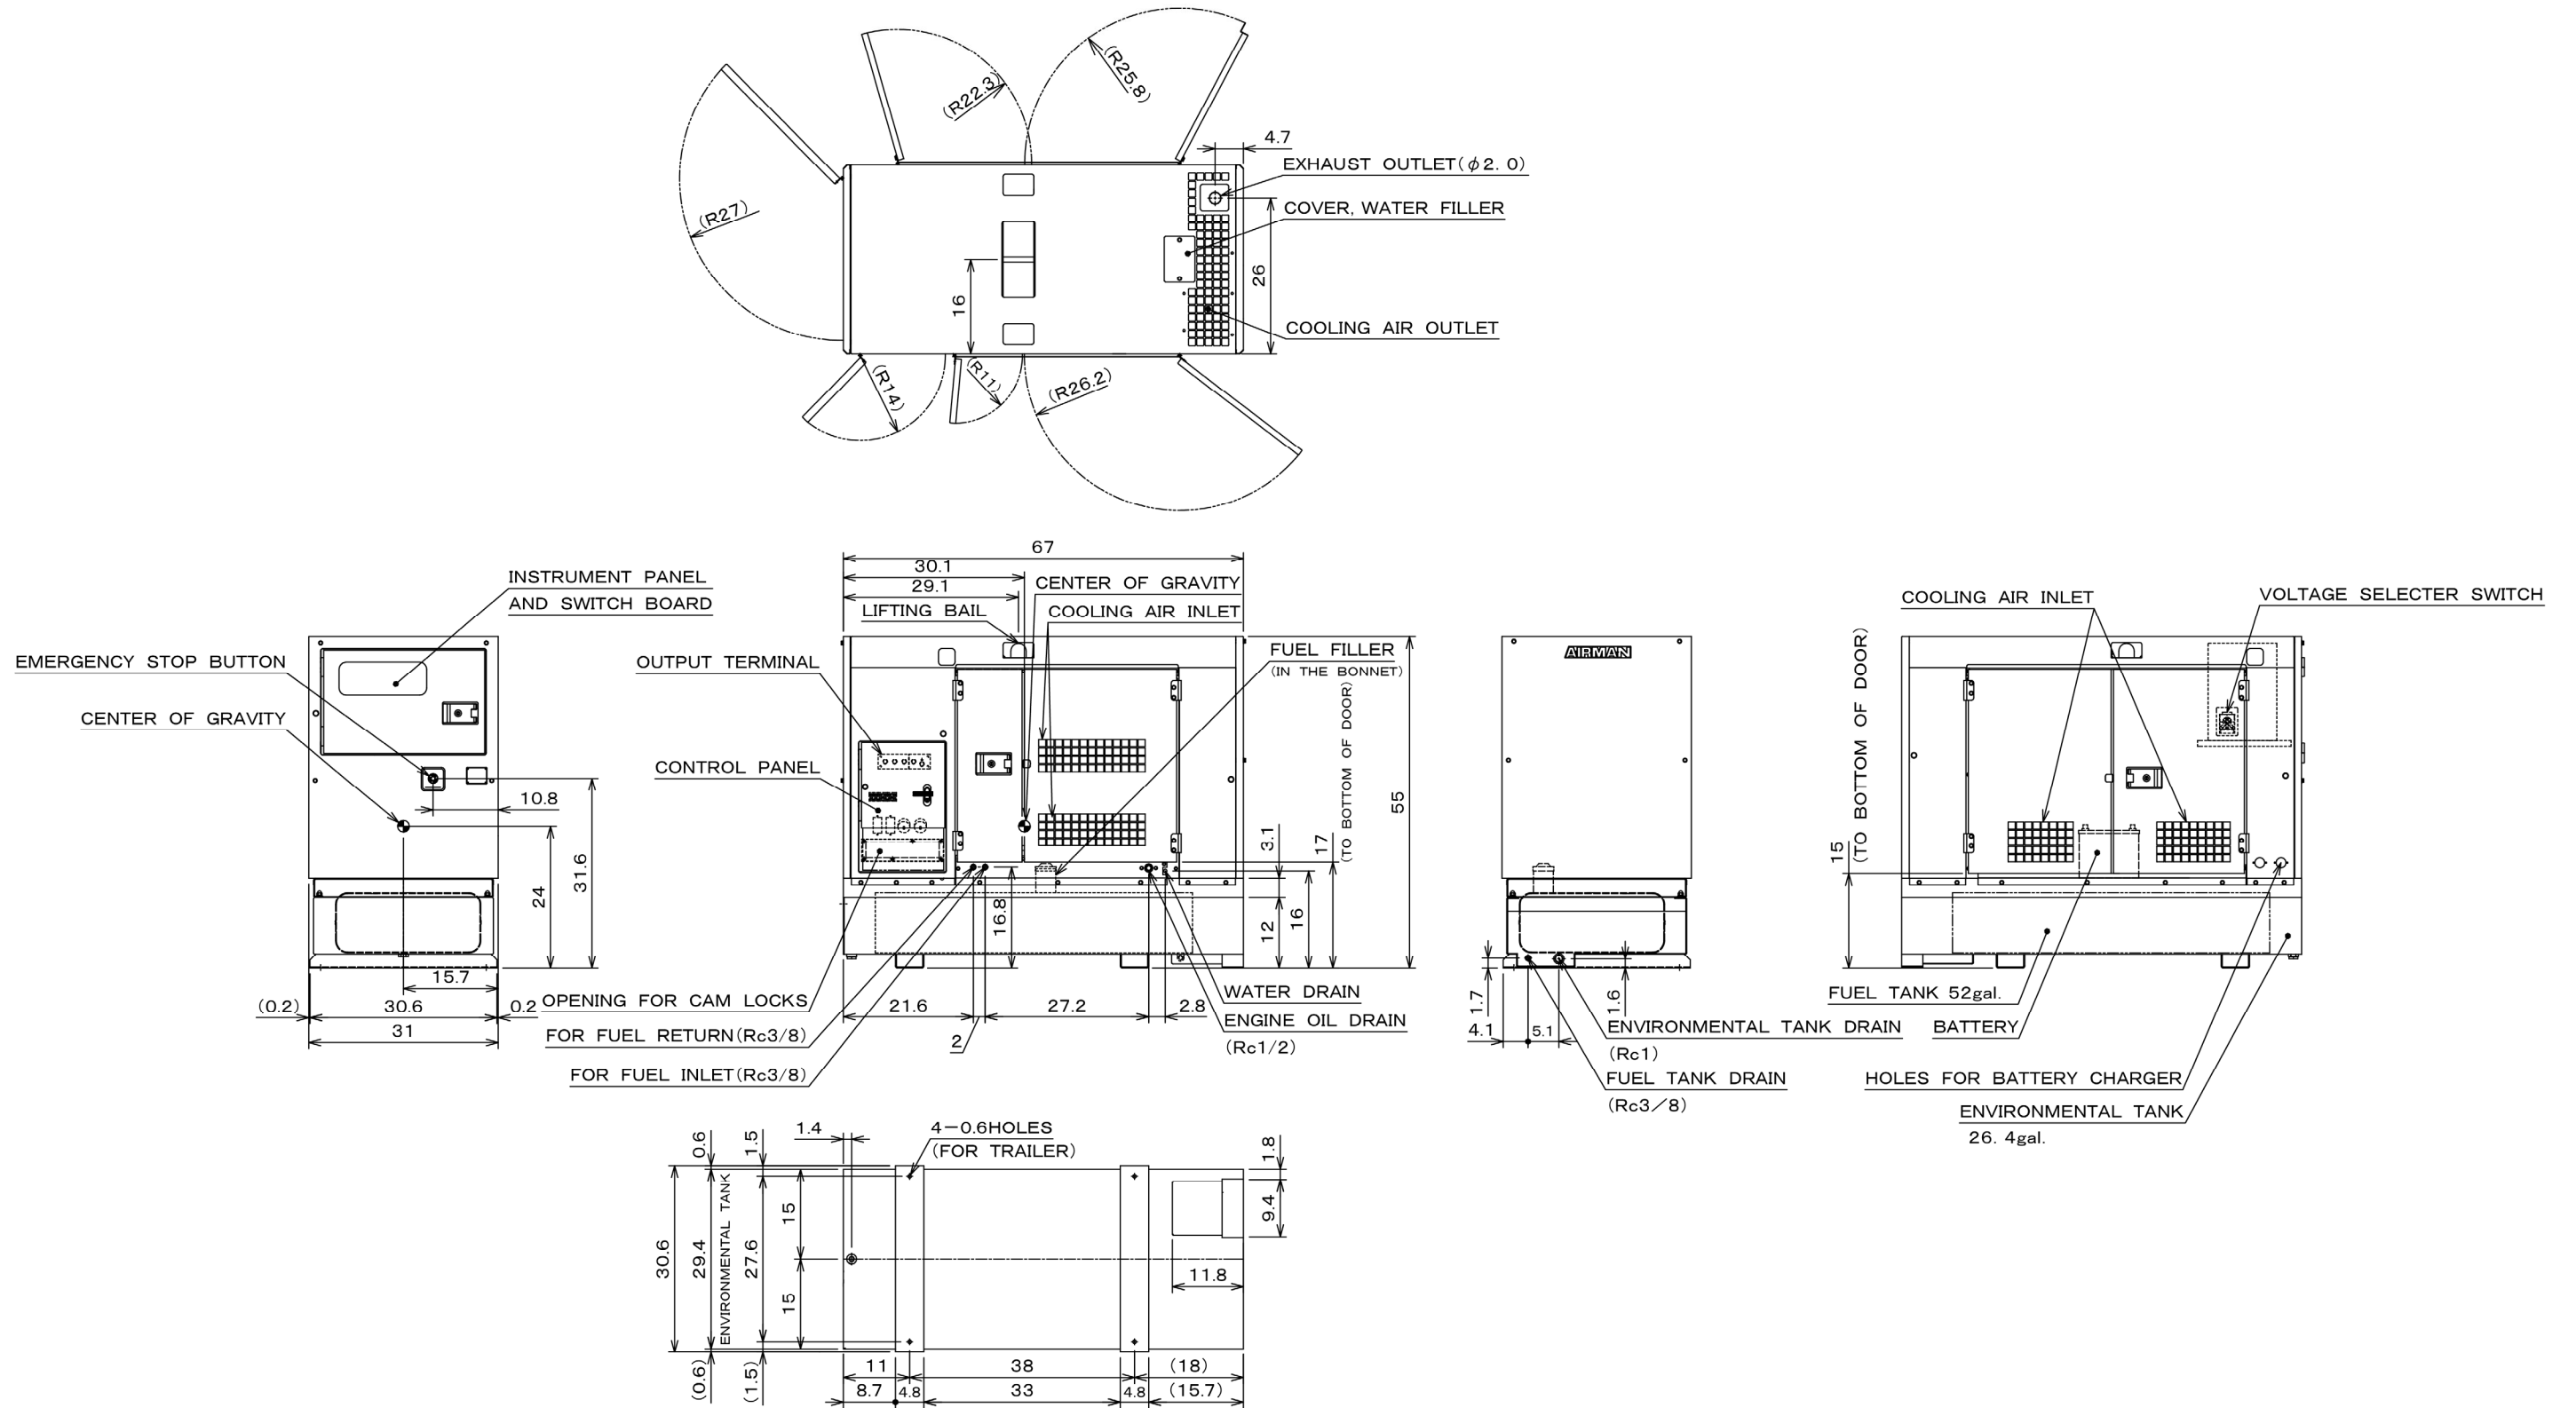 (R25.8)
(R22.3)
4.7
EXHAUST OUTLET(φ2. 0)
(R27)
COVER, WATER FILLER
26
16
COOLING AIR OUTLET
(R14)
(R11)
(R26.2)
INSTRUMENT PANEL
AND SWITCH BOARD
EMERGENCY STOP BUTTON
CENTER OF GRAVITY
10.8
31.6
24
15.7
(0.2)
30.6
0.2
31
67
30.1
29.1
CENTER OF GRAVITY
LIFTING BAIL
COOLING AIR INLET
FUEL FILLER
(IN THE BONNET)
OUTPUT TERMINAL
CONTROL PANEL
17
(TO BOTTOM OF DOOR)
55
3.1
16.8
12
16
OPENING FOR CAM LOCKS
21.6
27.2
2.8
WATER DRAIN
ENGINE OIL DRAIN
(Rc1/2)
FOR FUEL RETURN(Rc3/8)
2
FOR FUEL INLET(Rc3/8)
AIRMAN
1.7
1.6
4.1
5.1
ENVIRONMENTAL TANK DRAIN
(Rc1)
FUEL TANK DRAIN
(Rc3/8)
COOLING AIR INLET
VOLTAGE SELECTER SWITCH
15
(TO BOTTOM OF DOOR)
FUEL TANK 52gal.
BATTERY
HOLES FOR BATTERY CHARGER
ENVIRONMENTAL TANK
26. 4gal.
0.6
1.5
1.4
4-0.6HOLES
(FOR TRAILER)
1.8
30.6
29.4
ENVIRONMENTAL TANK
27.6
15
15
9.4
11.8
(0.6)
(1.5)
11
38
(18)
8.7
4.8
33
4.8
(15.7)